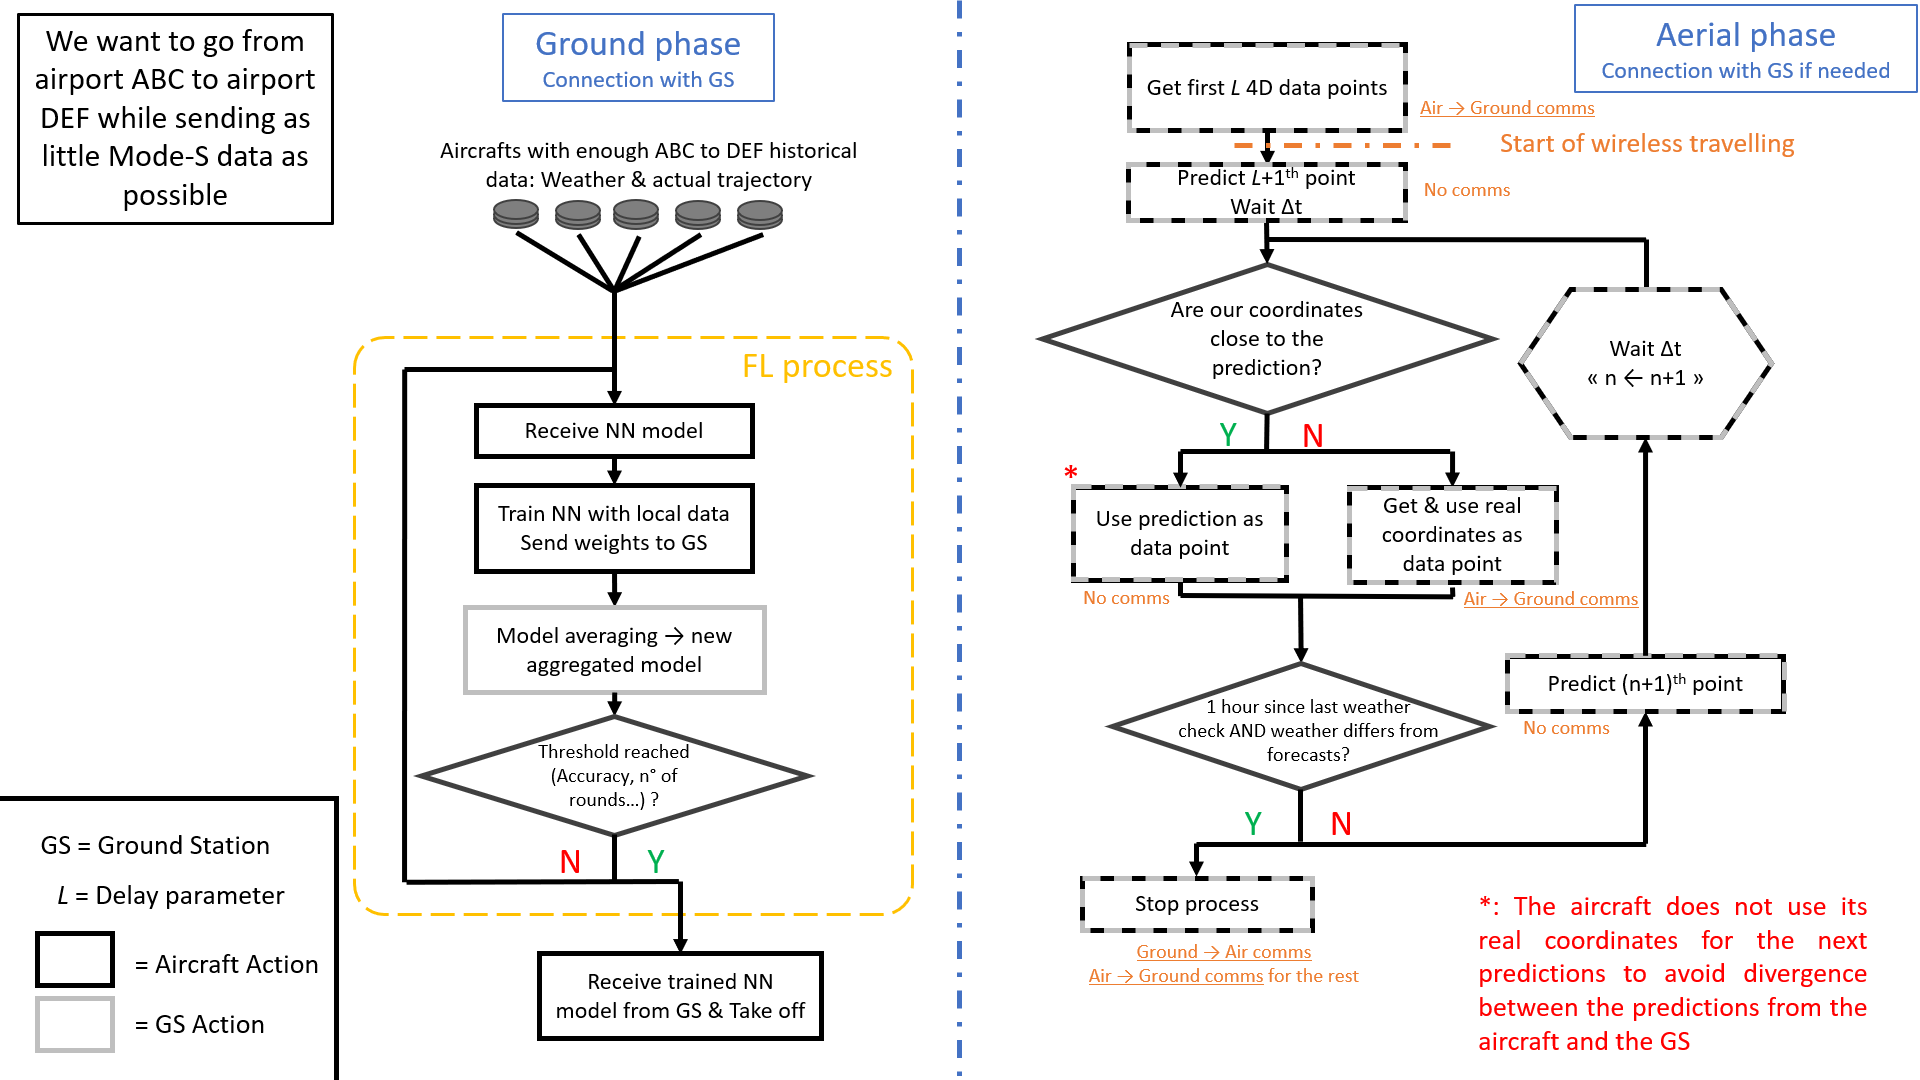 We want to go from
airport ABC to airport
DEF while sending as
little Mode-S data as
possible
Ground phase
Connection with GS
Aircrafts with enough ABC to DEF historical
data: Weather & actual trajectory
FL process
Receive NN model
Train NN with local data
Send weights to GS
Model averaging → new
aggregated model
Threshold reached
(Accuracy, n° of
rounds...) ?
N
Y
Receive trained NN
model from GS & Take off
GS = Ground Station
L = Delay parameter
= Aircraft Action
= GS Action
Aerial phase
Connection with GS if needed
Get first L 4D data points
Air → Ground comms
Start of wireless travelling
Predict L+1th point
Wait Δt
No comms
Are our coordinates
close to the
prediction?
Wait Δt
« n ← n+1 »
Y
N
*
Use prediction as
data point
No comms
Get & use real
coordinates as
data point
Air → Ground comms
1 hour since last weather
check AND weather differs from
forecasts?
Predict (n+1)th point
No comms
Y
N
Stop process
Ground → Air comms
Air → Ground comms for the rest
*: The aircraft does not use its
real coordinates for the next
predictions to avoid divergence
between the predictions from the
aircraft and the GS